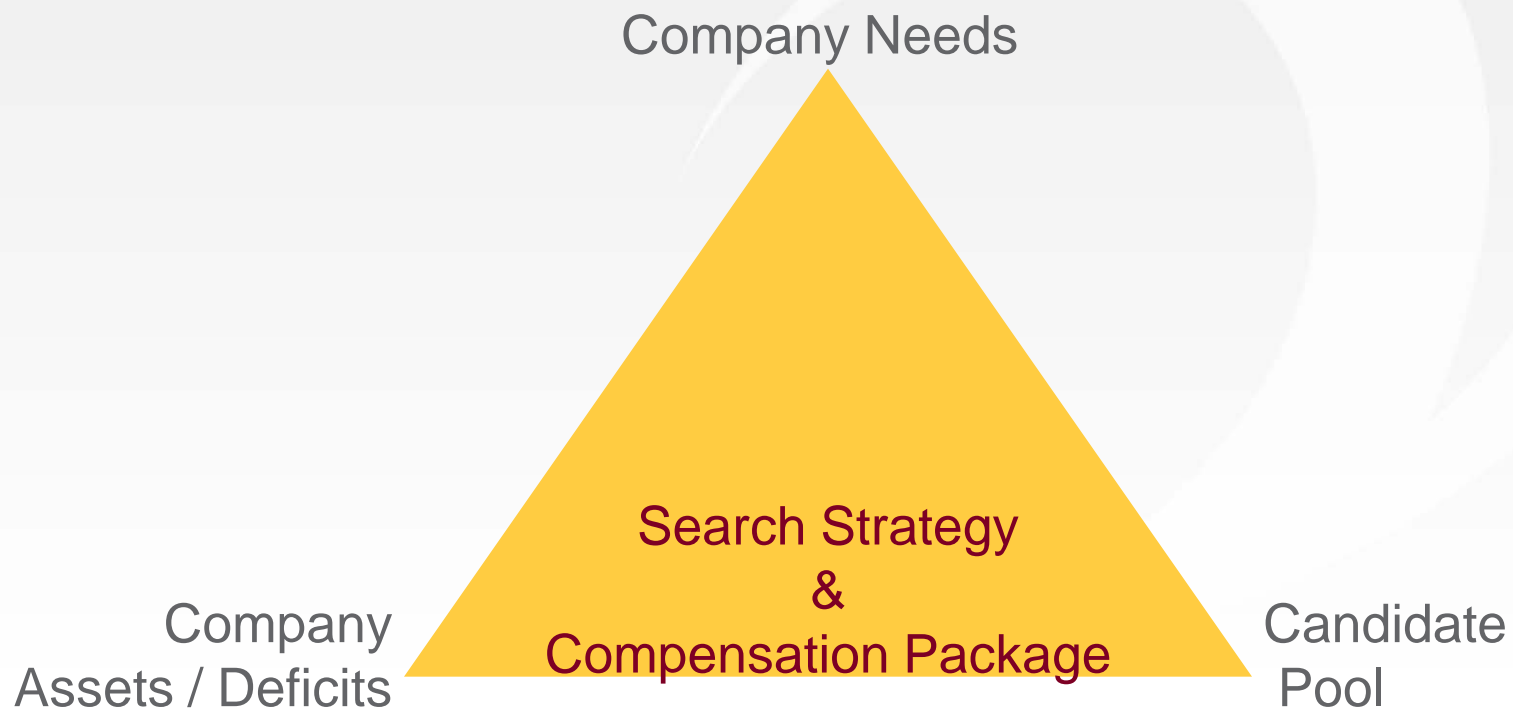 Company Needs
Search Strategy
&
Compensation Package
Company
Assets / Deficits
Candidate
Pool